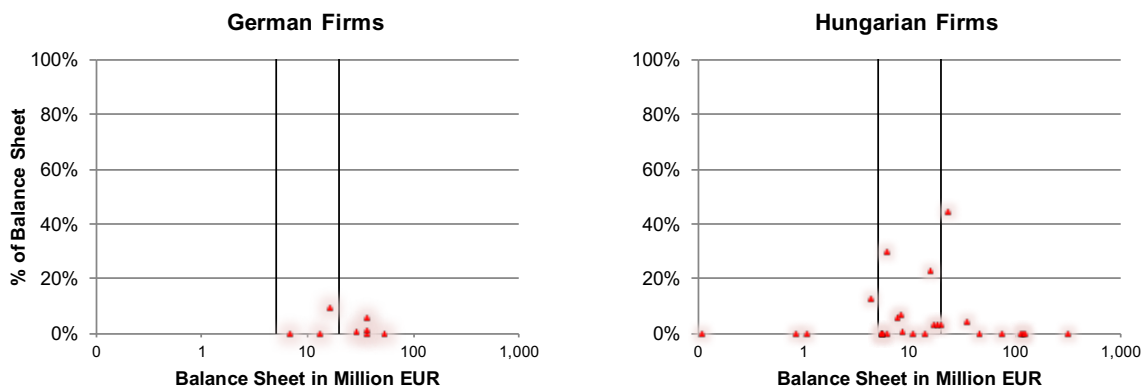 German Firms
% of Balance Sheet
100%
80%
60%
40%
20%
0%
0 1 10 100 1,000
Balance Sheet in Million EUR
Hungarian Firms
100%
80%
60%
40%
20%
0%
0 1 10 100 1,000
Balance Sheet in Million EUR